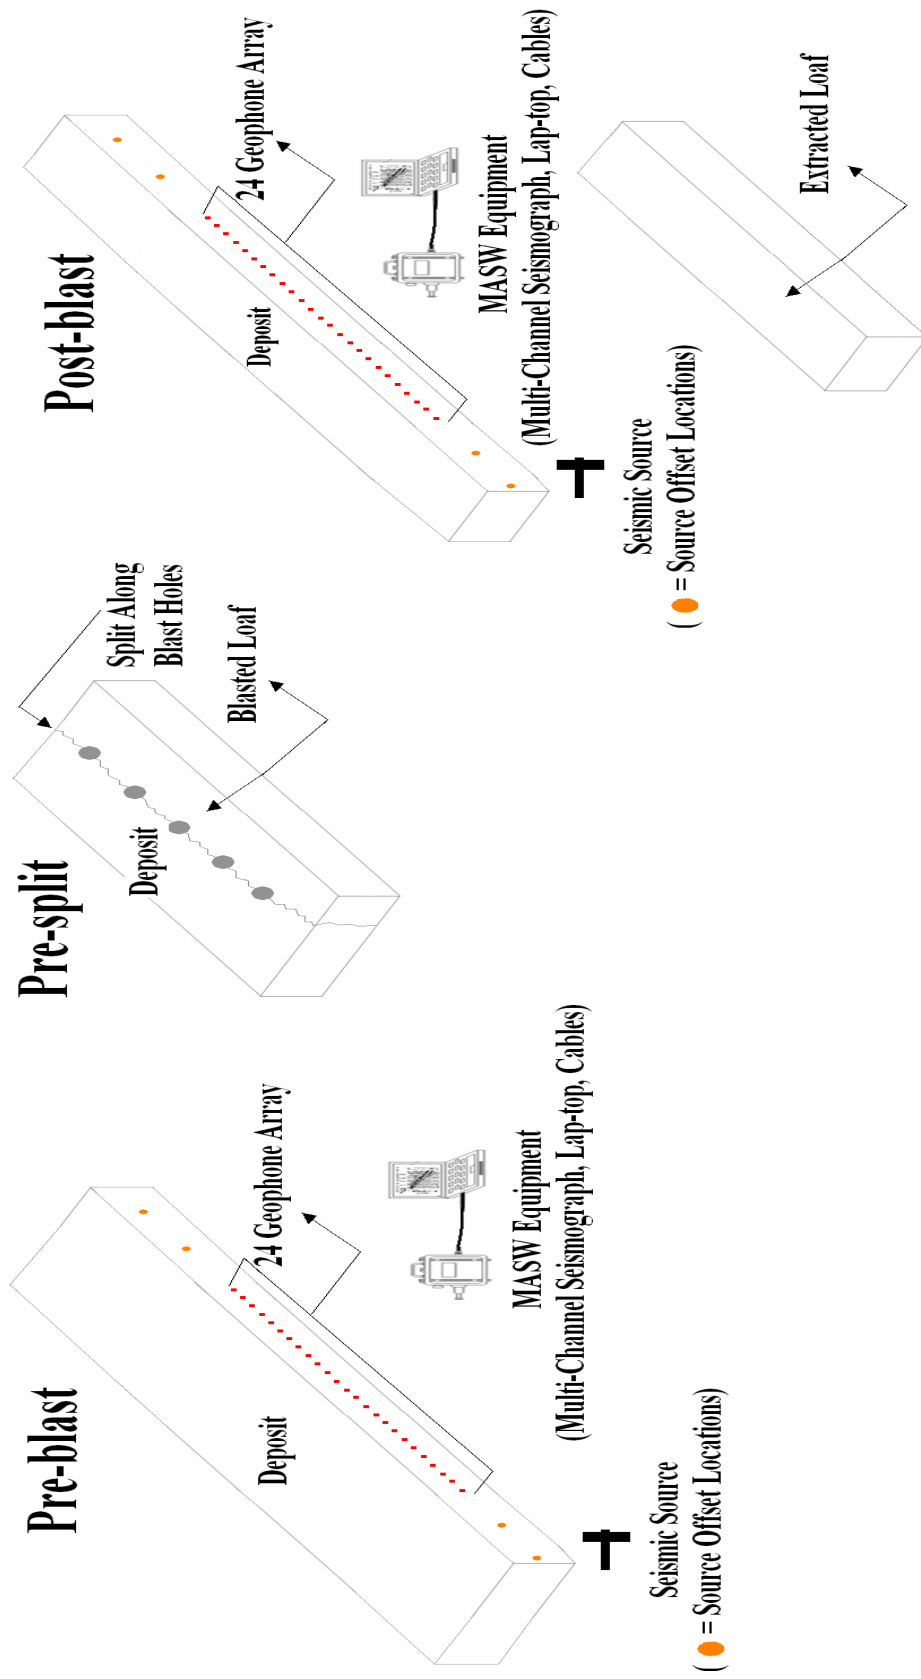 Pre-blast
Deposit
24 Geophone Array
MASW Equipment
(Multi-Channel Seismograph, Lap-top, Cables)
Seismic Source
( = Source Offset Locations)
Pre-split
Deposit
Split Along
Blast Holes
Blasted Loaf
Post-blast
Deposit
24 Geophone Array
MASW Equipment
(Multi-Channel Seismograph, Lap-top, Cables)
Seismic Source
( = Source Offset Locations)
Extracted Loaf